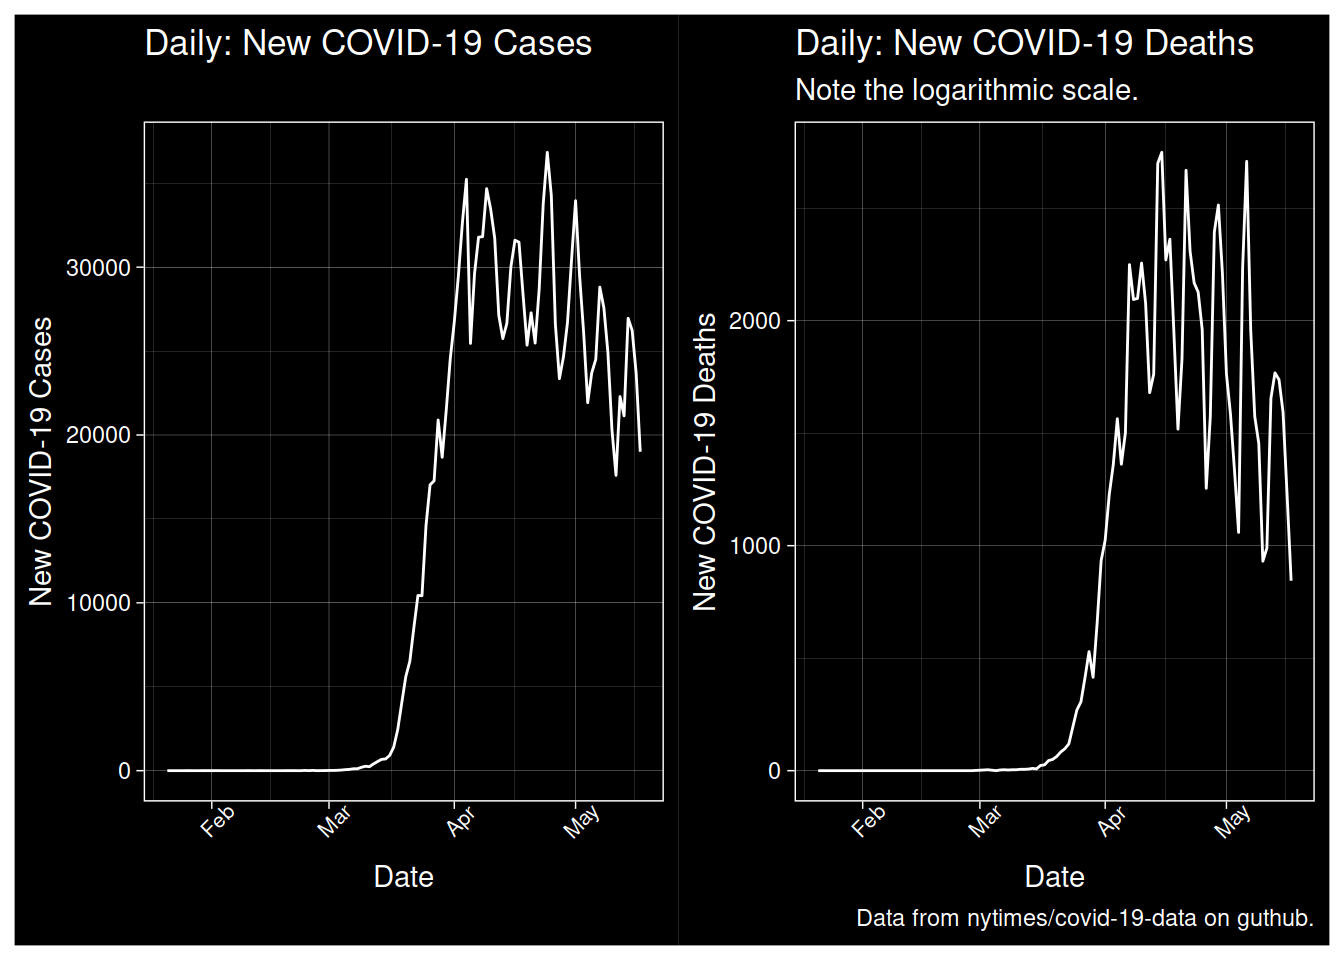 Daily: New COVID-19 Cases
New COVID-19 Cases
30000
20000
10000
0
Feb
Mar
Apr
May
Date
Daily: New COVID-19 Deaths
Note the logarithmic scale.
New COVID-19 Deaths
2000
1000
0
Feb
Mar
Apr
May
Date
Data from nytimes/covid-19-data on guthub.